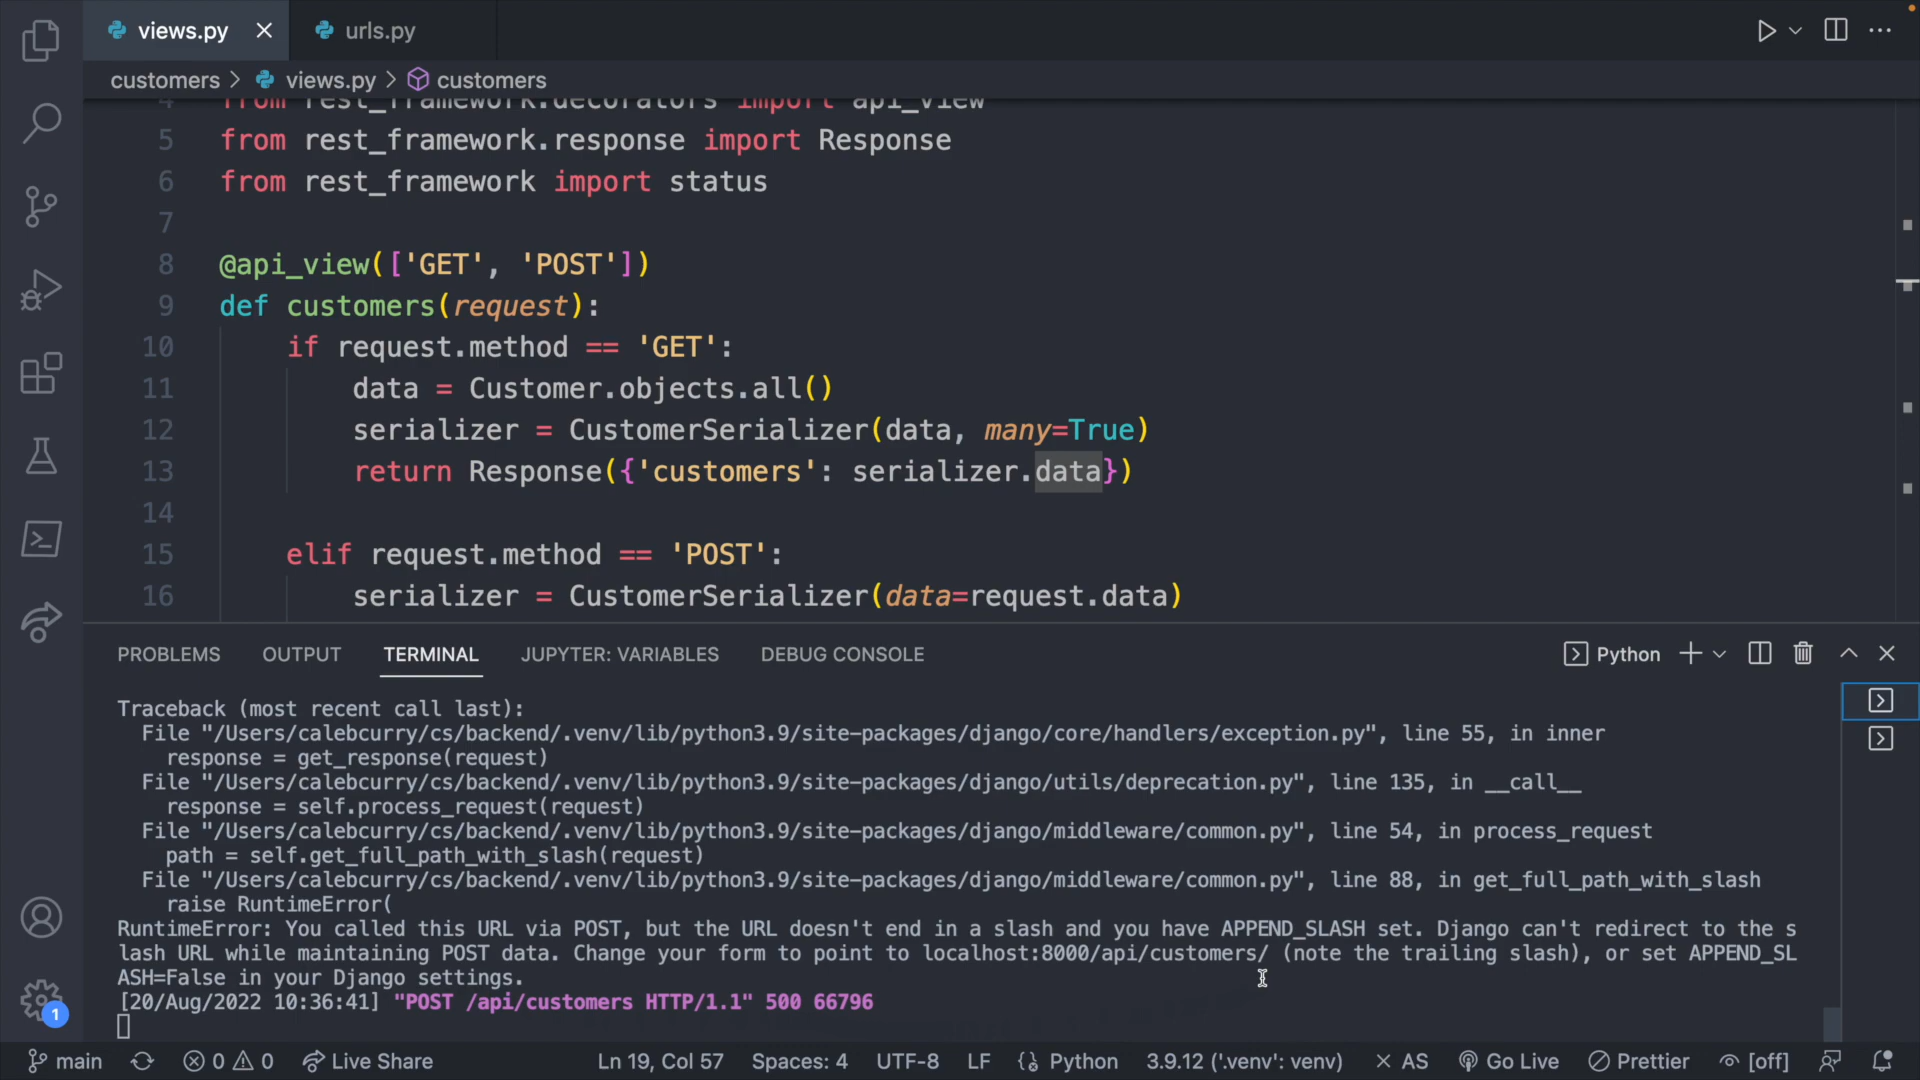 views.py
urls.py
customers > views.py > customers
4 from rest_framework.decorators import api_view
5 from rest_framework.response import Response
6 from rest_framework import status
7
8 @api_view(['GET', 'POST'])
9 def customers(request):
10 if request.method == 'GET':
11 data = Customer.objects.all()
12 serializer = CustomerSerializer(data, many=True)
13 return Response({'customers': serializer.data})
14
15 elif request.method == 'POST':
16 serializer = CustomerSerializer(data=request.data)
PROBLEMS OUTPUT TERMINAL JUPYTER: VARIABLES DEBUG CONSOLE Python
Traceback (most recent call last):
File "/Users/calebcurry/cs/backend/.venv/lib/python3.9/site-packages/django/core/handlers/exception.py", line 55, in inner
response = get_response(request)
File "/Users/calebcurry/cs/backend/.venv/lib/python3.9/site-packages/django/utils/deprecation.py", line 135, in __call__
response = self.process_request(request)
File "/Users/calebcurry/cs/backend/.venv/lib/python3.9/site-packages/django/middleware/common.py", line 54, in process_request
path = self.get_full_path_with_slash(request)
File "/Users/calebcurry/cs/backend/.venv/lib/python3.9/site-packages/django/middleware/common.py", line 88, in get_full_path_with_slash
raise RuntimeError(
RuntimeError: You called this URL via POST, but the URL doesn't end in a slash and you have APPEND_SLASH set. Django can't redirect to the s
lash URL while maintaining POST data. Change your form to point to localhost:8000/api/customers/ (note the trailing slash), or set APPEND_SL
ASH=False in your Django settings.
[20/Aug/2022 10:36:41] "POST /api/customers HTTP/1.1" 500 66796
1
main 0 0 Live Share Ln 19, Col 57 Spaces: 4 UTF-8 LF Python 3.9.12 ('.venv': venv) AS Go Live Prettier [off]